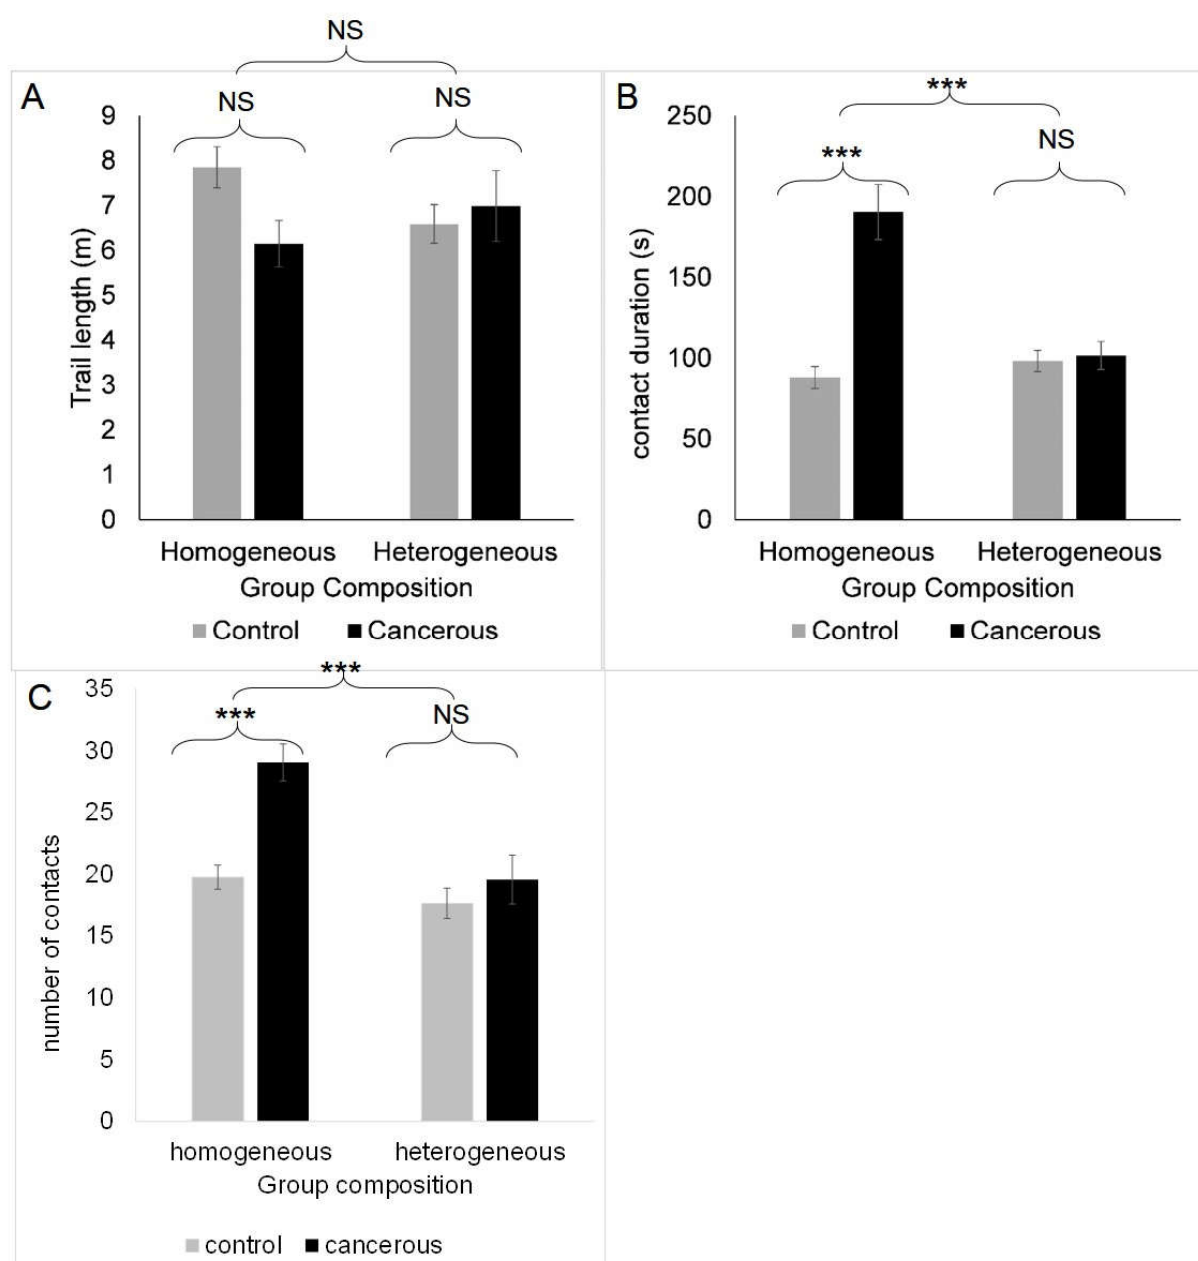 NS
A
NS
NS
9
8
7
6
5
4
3
2
1
0
Trail length (m)
Homogeneous Heterogeneous
Group Composition
Control Cancerous
B
***
***
NS
250
200
150
100
50
0
contact duration (s)
Homogeneous Heterogeneous
Group Composition
Control Cancerous
C
***
***
NS
35
30
25
20
15
10
5
0
number of contacts
homogeneous heterogeneous
Group composition
control cancerous